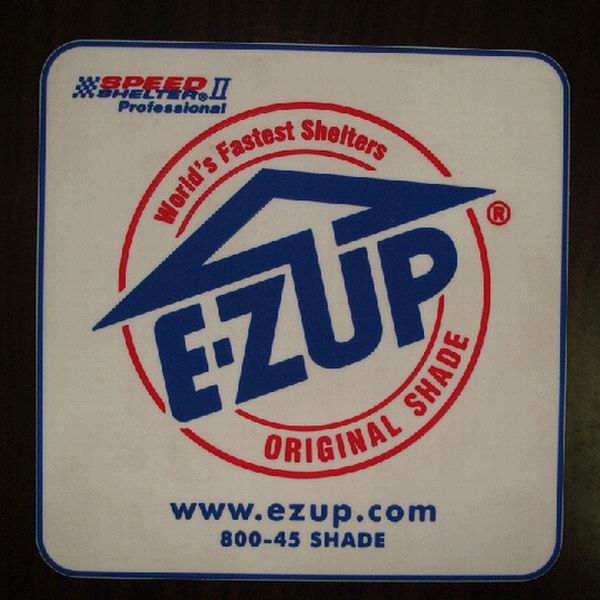 SPEED
SHELTER® II
Professional
World's Fastest Shelters
E-ZUP®
ORIGINAL SHADE
www.ezup.com
800-45 SHADE